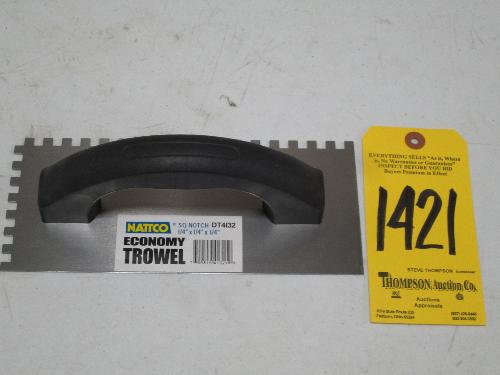 NATTCO
SQ NOTCH DT4I32
1/4" x 1/4" x 1/4"
ECONOMY
TROWEL
EVERYTHING SELLS "As is, Where
is, No Warranties or Guarantees"
INSPECT BEFORE YOU BID
Buyers Premium in Effect
1421
STEVE THOMPSON
THOMPSON Auction Co.
Auctions
Appraisals